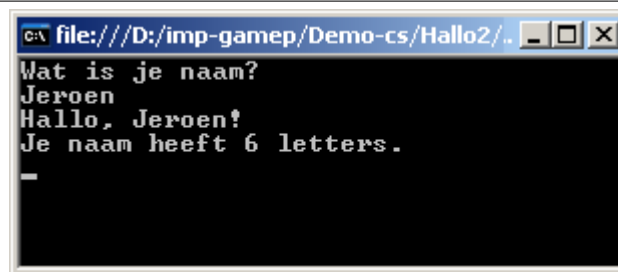 file:///D:/imp-gamep/Demo-cs/Hallo2/..
Wat is je naam?
Jeroen
Hallo, Jeroen!
Je naam heeft 6 letters.